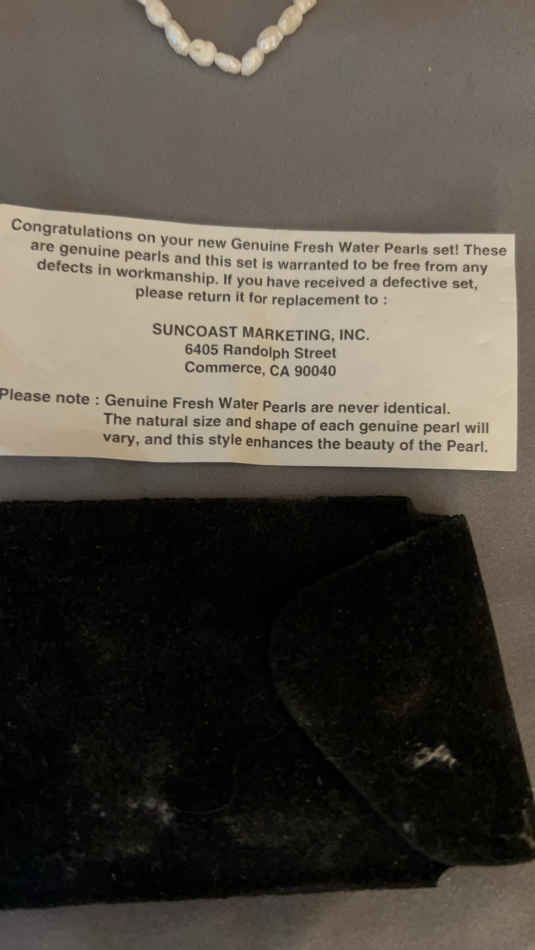 Congratulations on your new Genuine Fresh Water Pearls set! These
are genuine pearls and this set is warranted to be free from any
defects in workmanship. If you have received a defective set,
please return it for replacement to :
SUNCOAST MARKETING, INC.
6405 Randolph Street
Commerce, CA 90040
Please note : Genuine Fresh Water Pearls are never identical.
The natural size and shape of each genuine pearl will
vary, and this style enhances the beauty of the Pearl.